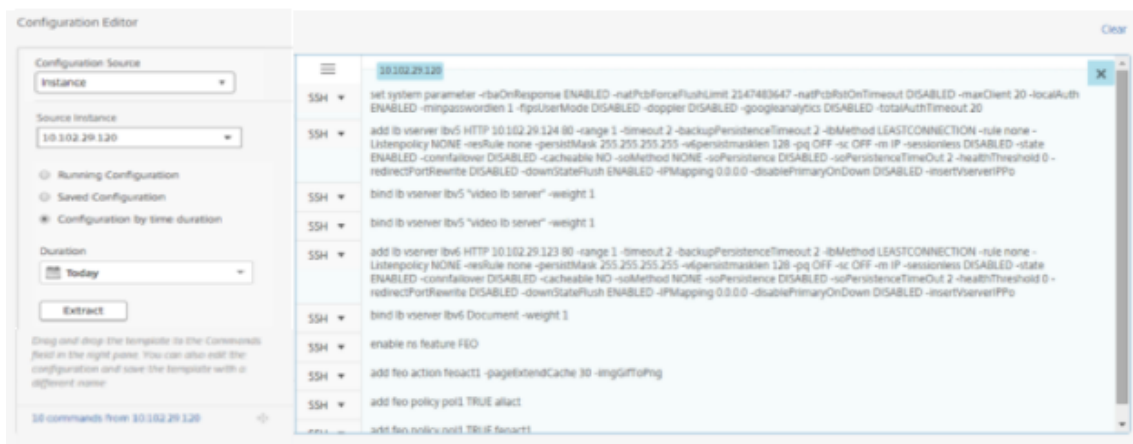 Configuration Editor
Clear
Configuration Source
Instance
Source Instance
10.102.29.120
Running Configuration
Saved Configuration
Configuration by time duration
Duration
Today
Extract
Drag and drop the template to the Commands
field in the right pane. You can also edit the
configuration and save the template with a
different name.
10 commands from 10.102.29.120
10.102.29.120
SSH
set system parameter -rbaOnResponse ENABLED -natPcbForceFlushLimit 2147483647 -natPcbRstOnTimeout DISABLED -maxClient 20 -localAuth
ENABLED -minpasswordlen 1 -fipsUserMode DISABLED -doppler DISABLED -googleanalytics DISABLED -totalAuthTimeout 20
SSH
add lb vserver lbv5 HTTP 10.102.29.124 80 -range 1 -timeout 2 -backupPersistenceTimeout 2 -lbMethod LEASTCONNECTION -rule none -
Listenpolicy NONE -resRule none -persistMask 255.255.255.255 -v6persistmasklen 128 -pq OFF -sc OFF -m IP -sessionless DISABLED -state
ENABLED -connfailover DISABLED -cacheable NO -soMethod NONE -soPersistence DISABLED -soPersistenceTimeOut 2 -healthThreshold 0 -
redirectPortRewrite DISABLED -downStateFlush ENABLED -IPMapping 0.0.0.0 -disablePrimaryOnDown DISABLED -insertVserverIPPo
SSH
bind lb vserver lbv5 "video lb server" -weight 1
SSH
bind lb vserver lbv5 "video lb server" -weight 1
SSH
add lb vserver lbv6 HTTP 10.102.29.123 80 -range 1 -timeout 2 -backupPersistenceTimeout 2 -lbMethod LEASTCONNECTION -rule none -
Listenpolicy NONE -resRule none -persistMask 255.255.255.255 -v6persistmasklen 128 -pq OFF -sc OFF -m IP -sessionless DISABLED -state
ENABLED -connfailover DISABLED -cacheable NO -soMethod NONE -soPersistence DISABLED -soPersistenceTimeOut 2 -healthThreshold 0 -
redirectPortRewrite DISABLED -downStateFlush ENABLED -IPMapping 0.0.0.0 -disablePrimaryOnDown DISABLED -insertVserverIPPo
SSH
bind lb vserver lbv6 Document -weight 1
SSH
enable ns feature FEO
SSH
add feo action feoact1 -pageExtendCache 30 -imgGifToPng
SSH
add feo policy pol1 TRUE allact
SSH
add feo policy pol1 TRUE feoact1